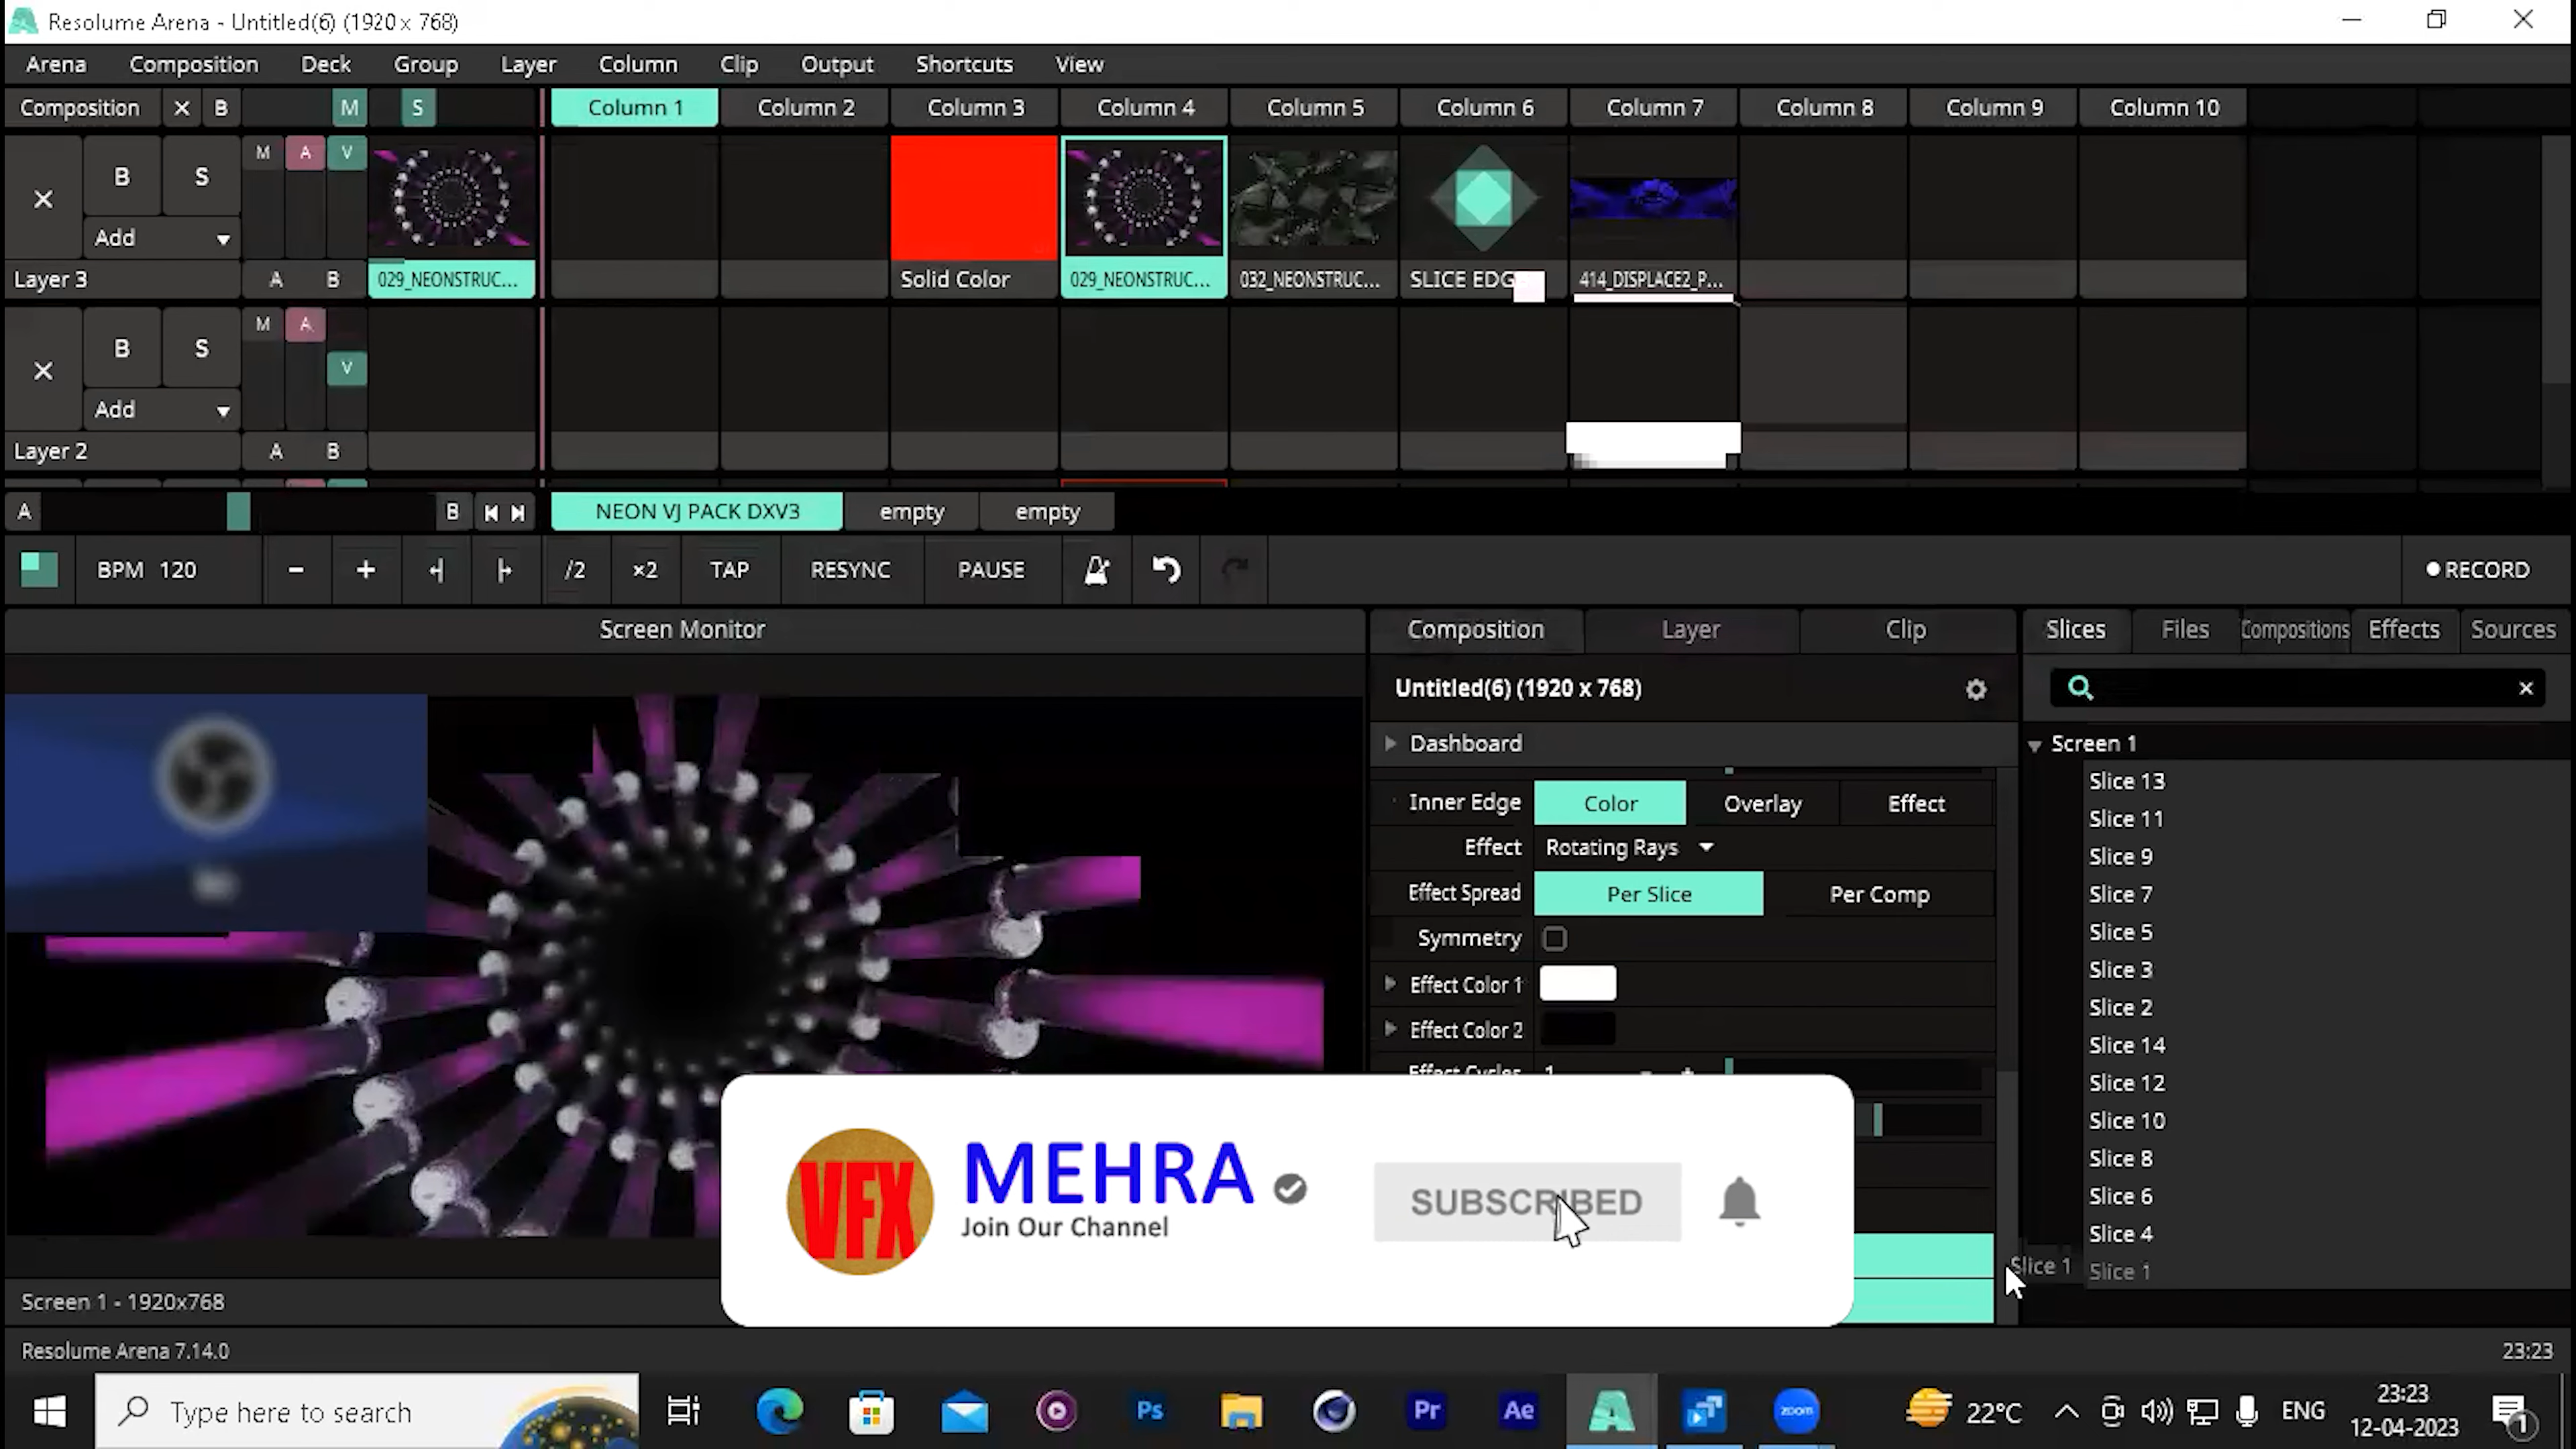 Resolume Arena - Untitled(6) (1920 x 768)
Arena Composition Deck Group Layer Column Clip Output Shortcuts View
Composition B M S Column 1 Column 2 Column 3 Column 4 Column 5 Column 6 Column 7 Column 8 Column 9 Column 10
M A V
B S
Add
Layer 3 A B 029_NEONSTRUC... Solid Color 029_NEONSTRUC... 032_NEONSTRUC... SLICE EDG 414_DISPLACE2_P...
M A
B S V
Add
Layer 2 A B
A B NEON VJ PACK DXV3 empty empty
BPM 120 - + /2 ×2 TAP RESYNC PAUSE RECORD
Screen Monitor Composition Layer Clip Slices Files Compositions Effects Sources
Untitled(6) (1920 x 768)
Dashboard
Inner Edge Color Overlay Effect
Effect Rotating Rays
Effect Spread Per Slice Per Comp
Symmetry
Effect Color 1
Effect Color 2
Effect Cycles 1
Screen 1
Slice 13
Slice 11
Slice 9
Slice 7
Slice 5
Slice 3
Slice 2
Slice 14
Slice 12
Slice 10
Slice 8
Slice 6
Slice 4
Slice 1 Slice 1
VFX MEHRA
Join Our Channel
SUBSCRIBED
Screen 1 - 1920x768
Resolume Arena 7.14.0 23:23
Type here to search Ps Pr Ae zoom 22°C ENG 23:23
12-04-2023 1